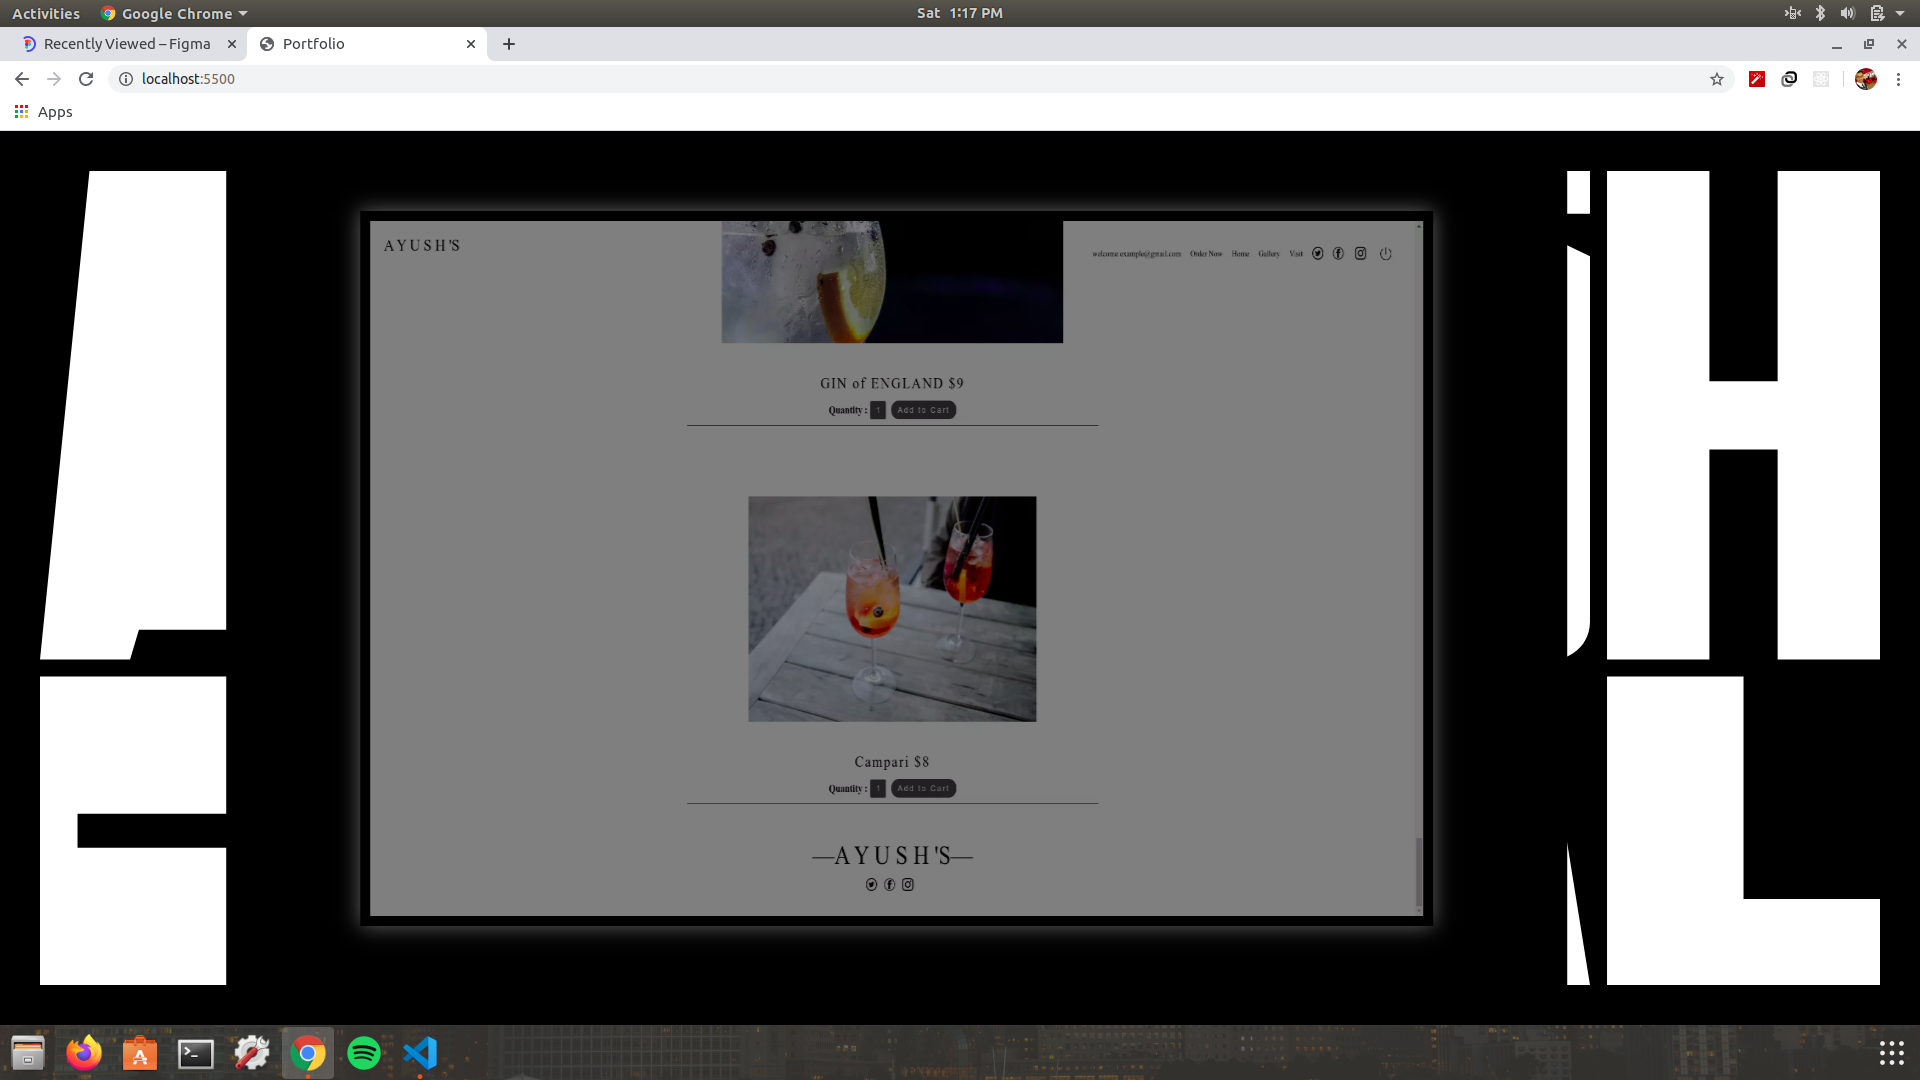 Activities Google Chrome Sat 1:17 PM
Recently Viewed – Figma Portfolio
localhost:5500
Apps
AYUSH'S
welcome example@gmail.com Order Now Home Gallery Visit
GIN of ENGLAND $9
Quantity : 1 Add to Cart
Campari $8
Quantity : 1 Add to Cart
—AYUSH'S—
H
L